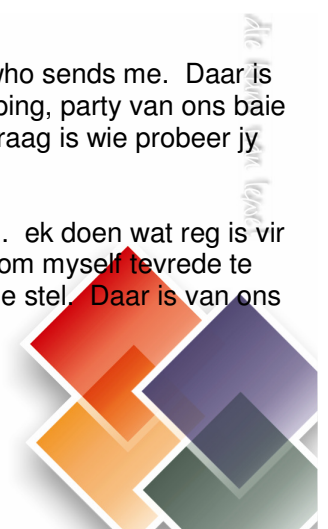 who sends me.  Daar is
ping, party van ons baie
raag is wie probeer jy
.  ek doen wat reg is vir
om myself tevrede te
e stel.  Daar is van ons